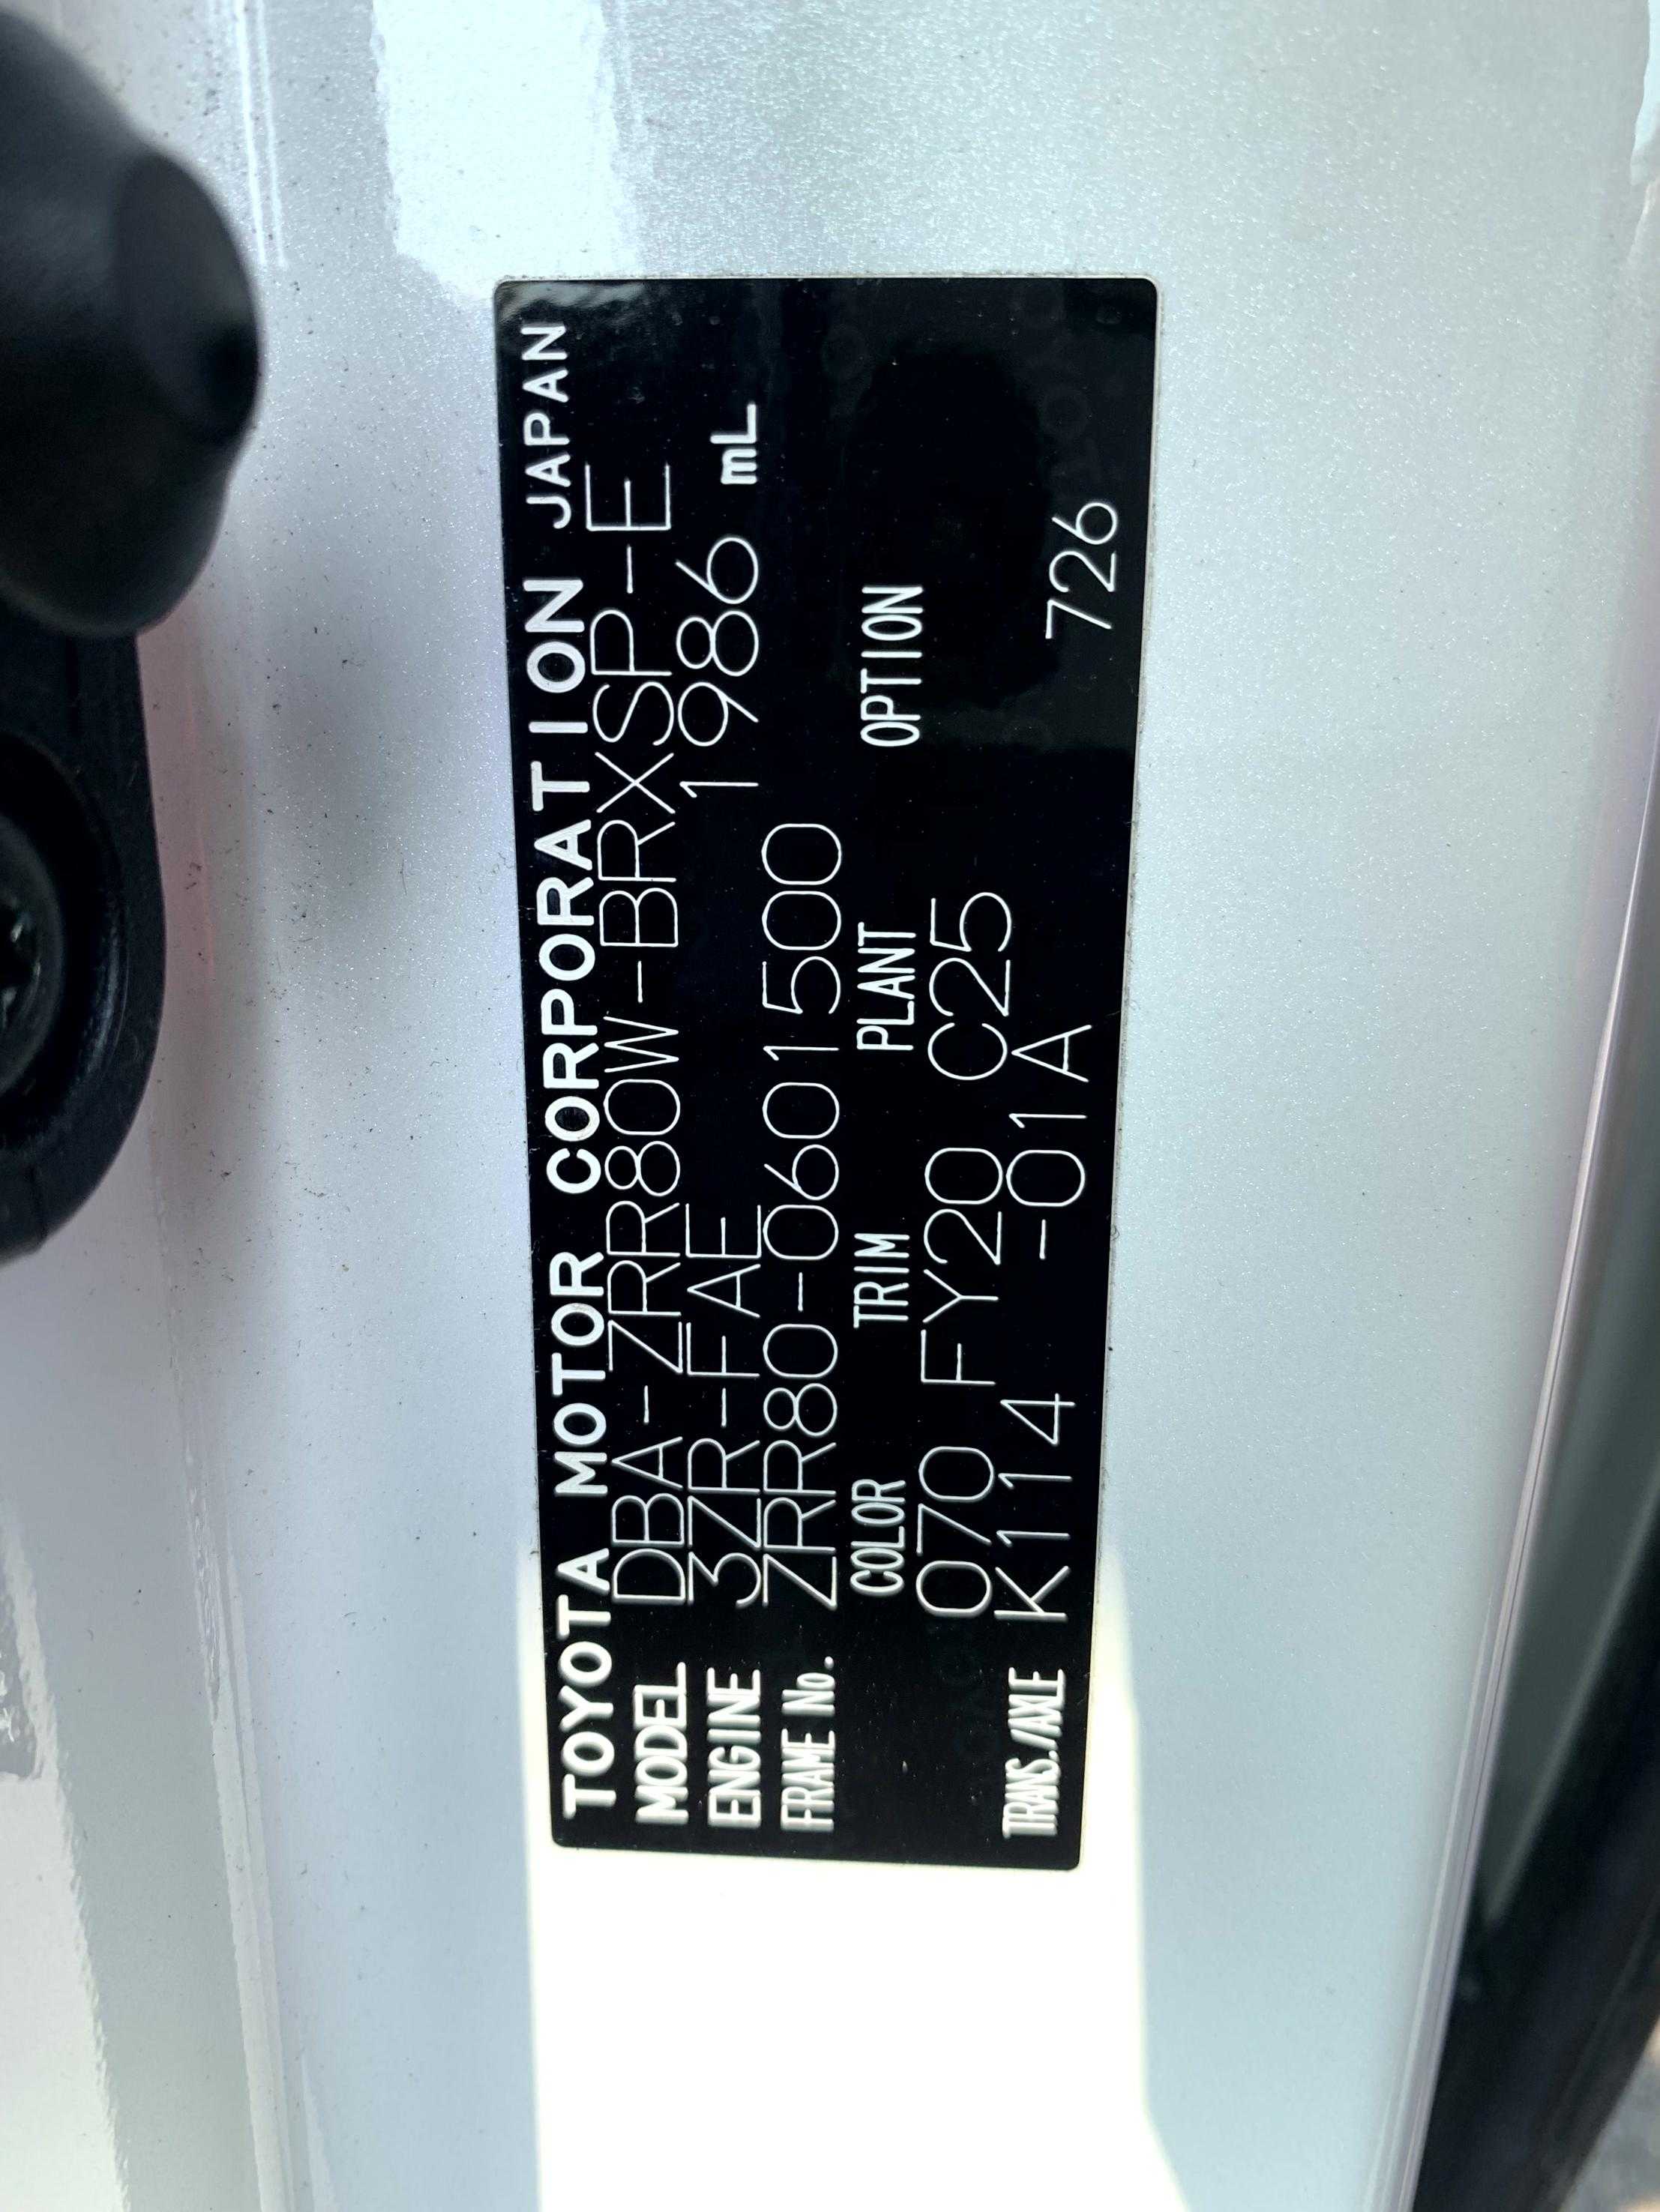 TOYOTA MOTOR CORPORATION JAPAN
MODEL DBA-ZRR80W-BRXSP-E
ENGINE 3ZR-FAE 1986 mL
FRAME No. ZRR80-0601500
COLOR TRIM PLANT OPTION
070 FY20 C25
TRANS./AXLE K114 -01A 726